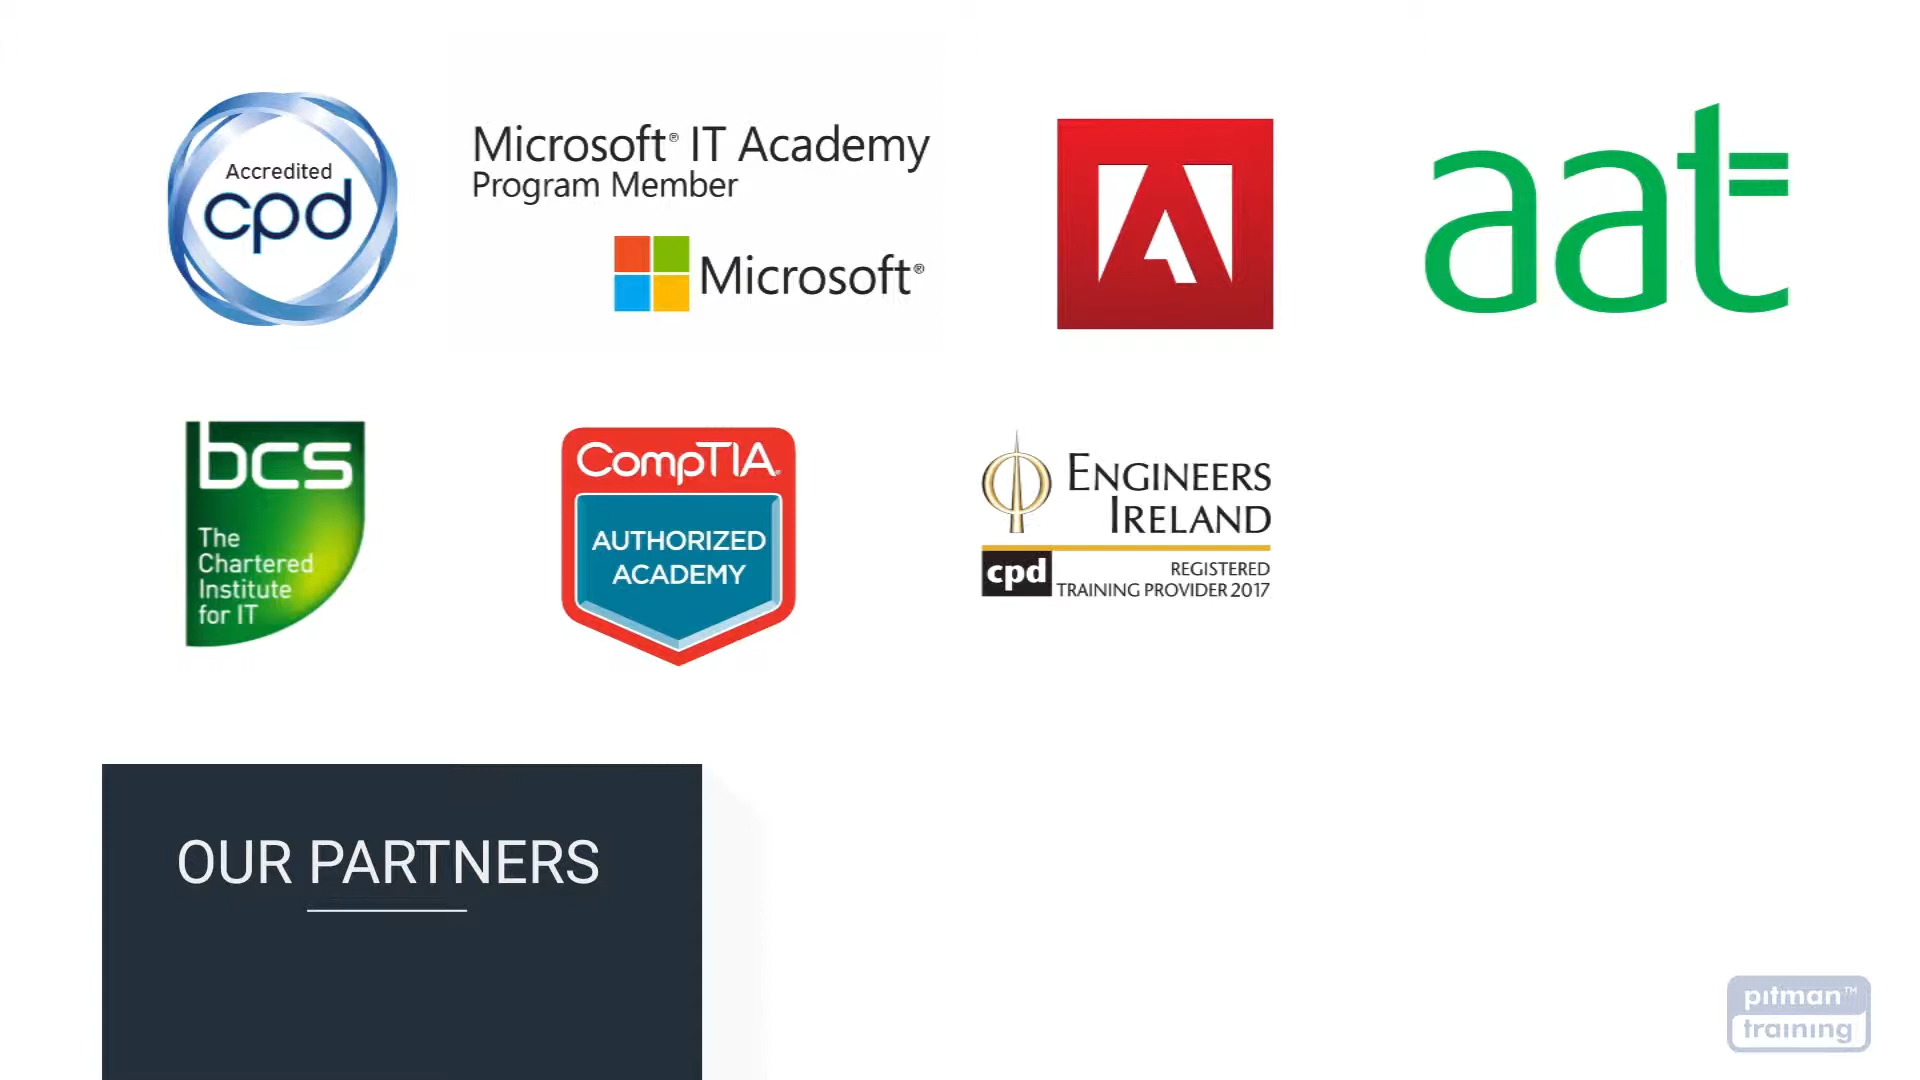 Accredited
cpd
Microsoft® IT Academy
Program Member
Microsoft®
aat
bcs
The
Chartered
Institute
for IT
CompTIA
AUTHORIZED
ACADEMY
ENGINEERS
IRELAND
cpd
REGISTERED
TRAINING PROVIDER 2017
OUR PARTNERS
pitman™
training